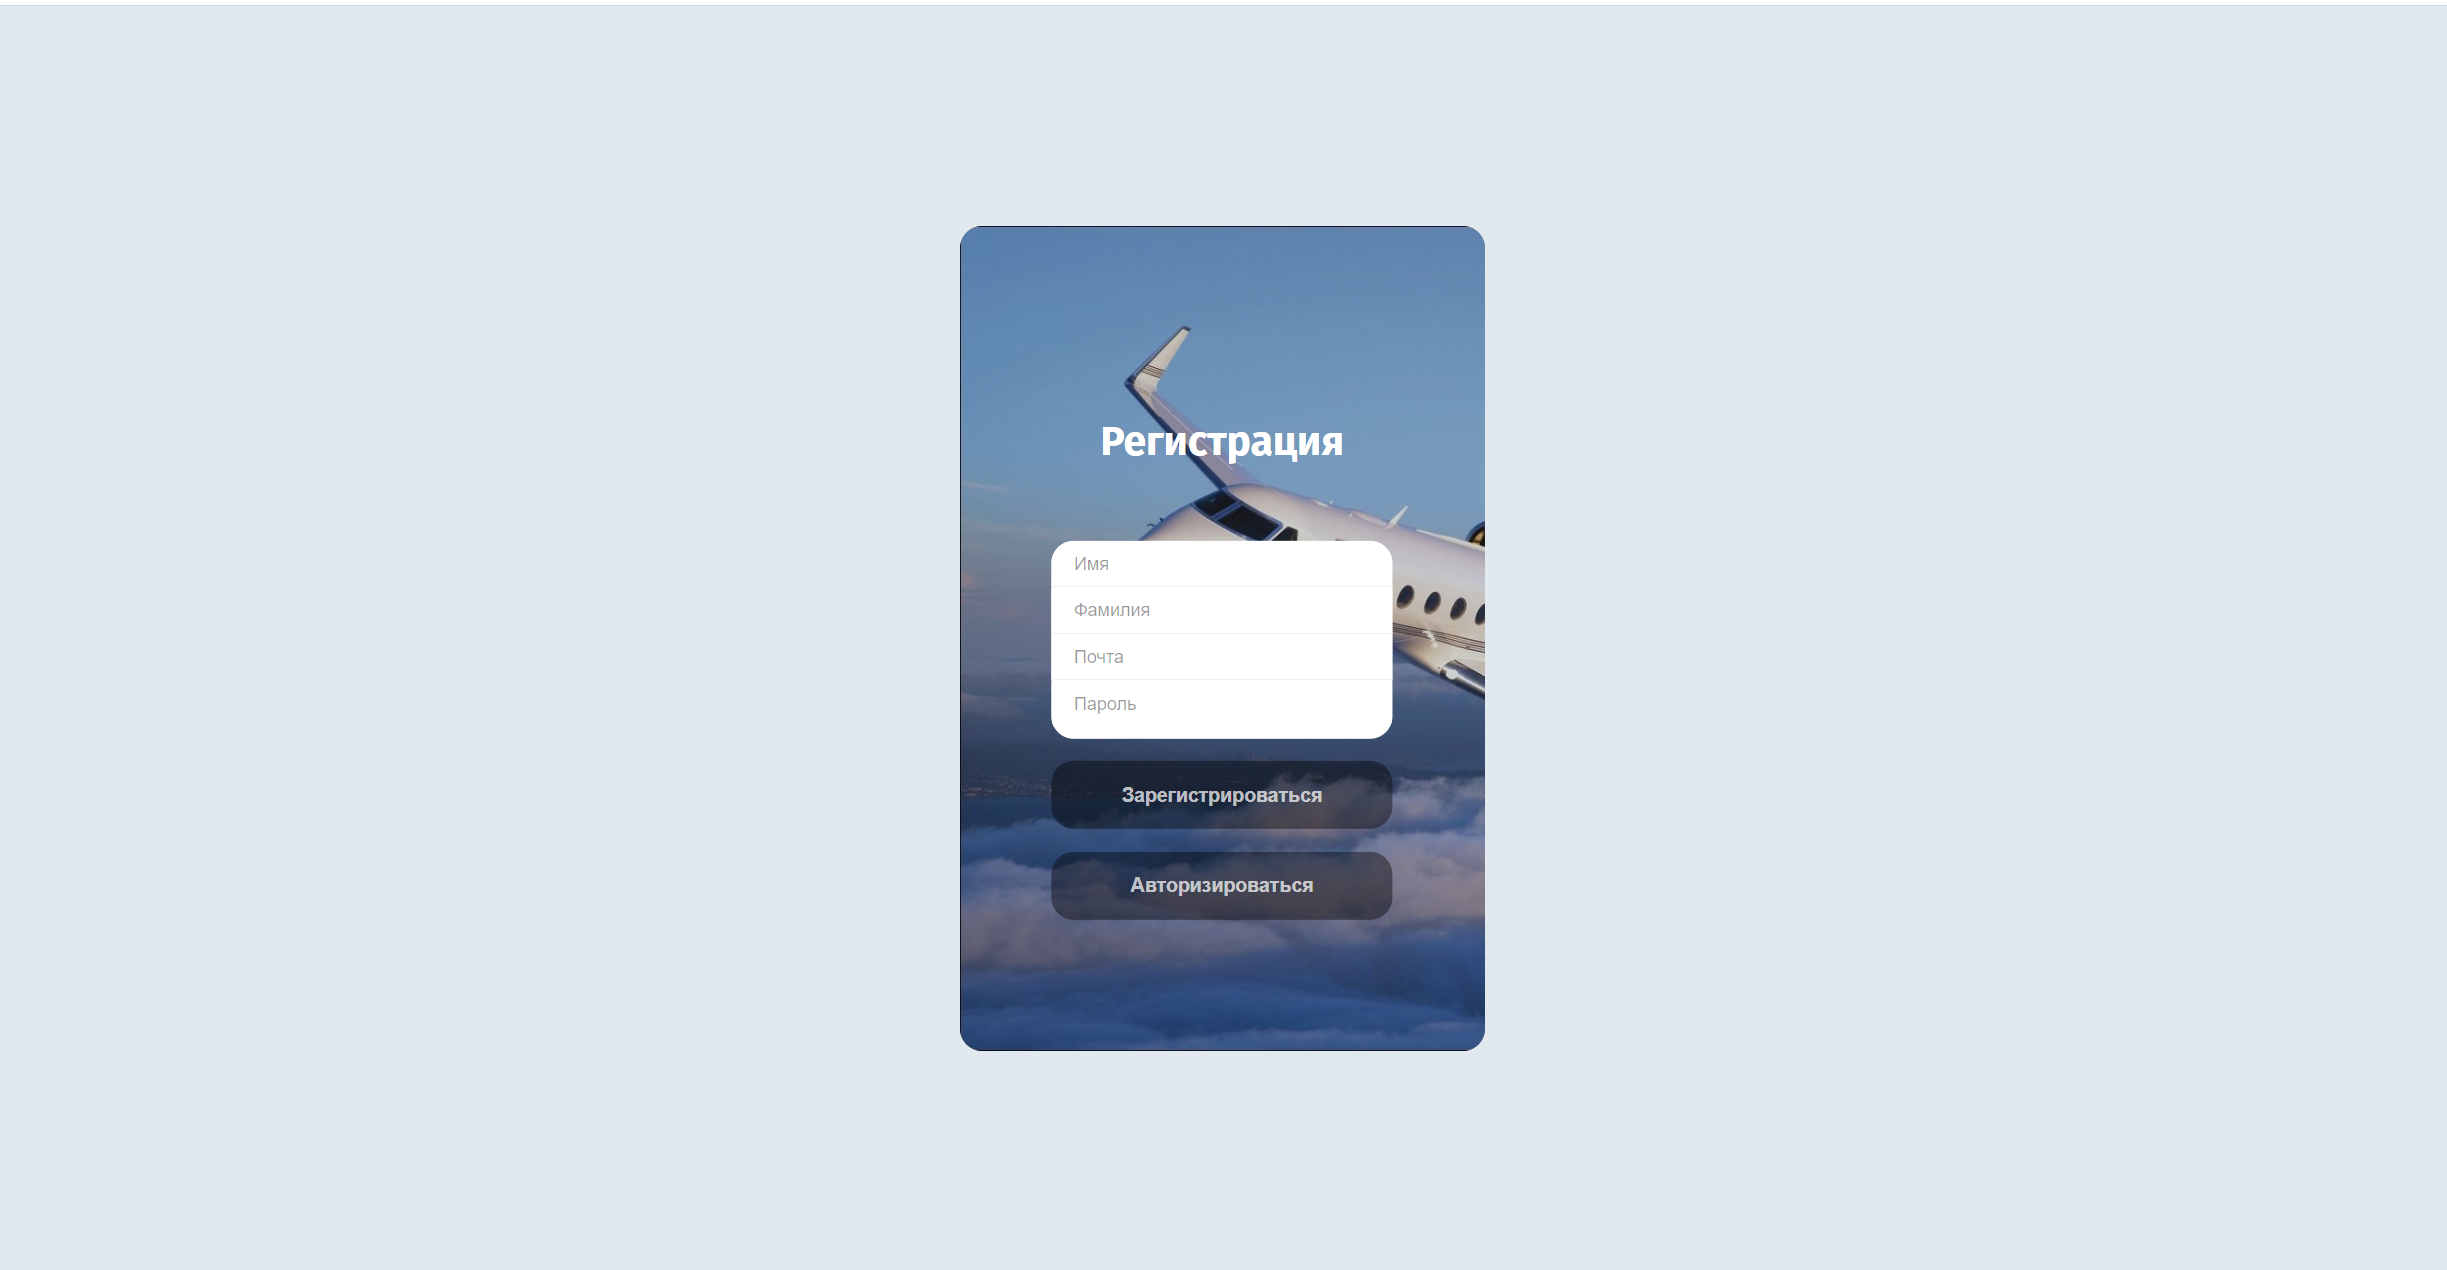 Регистрация
Имя
Фамилия
Почта
Пароль
Зарегистрироваться
Авторизироваться